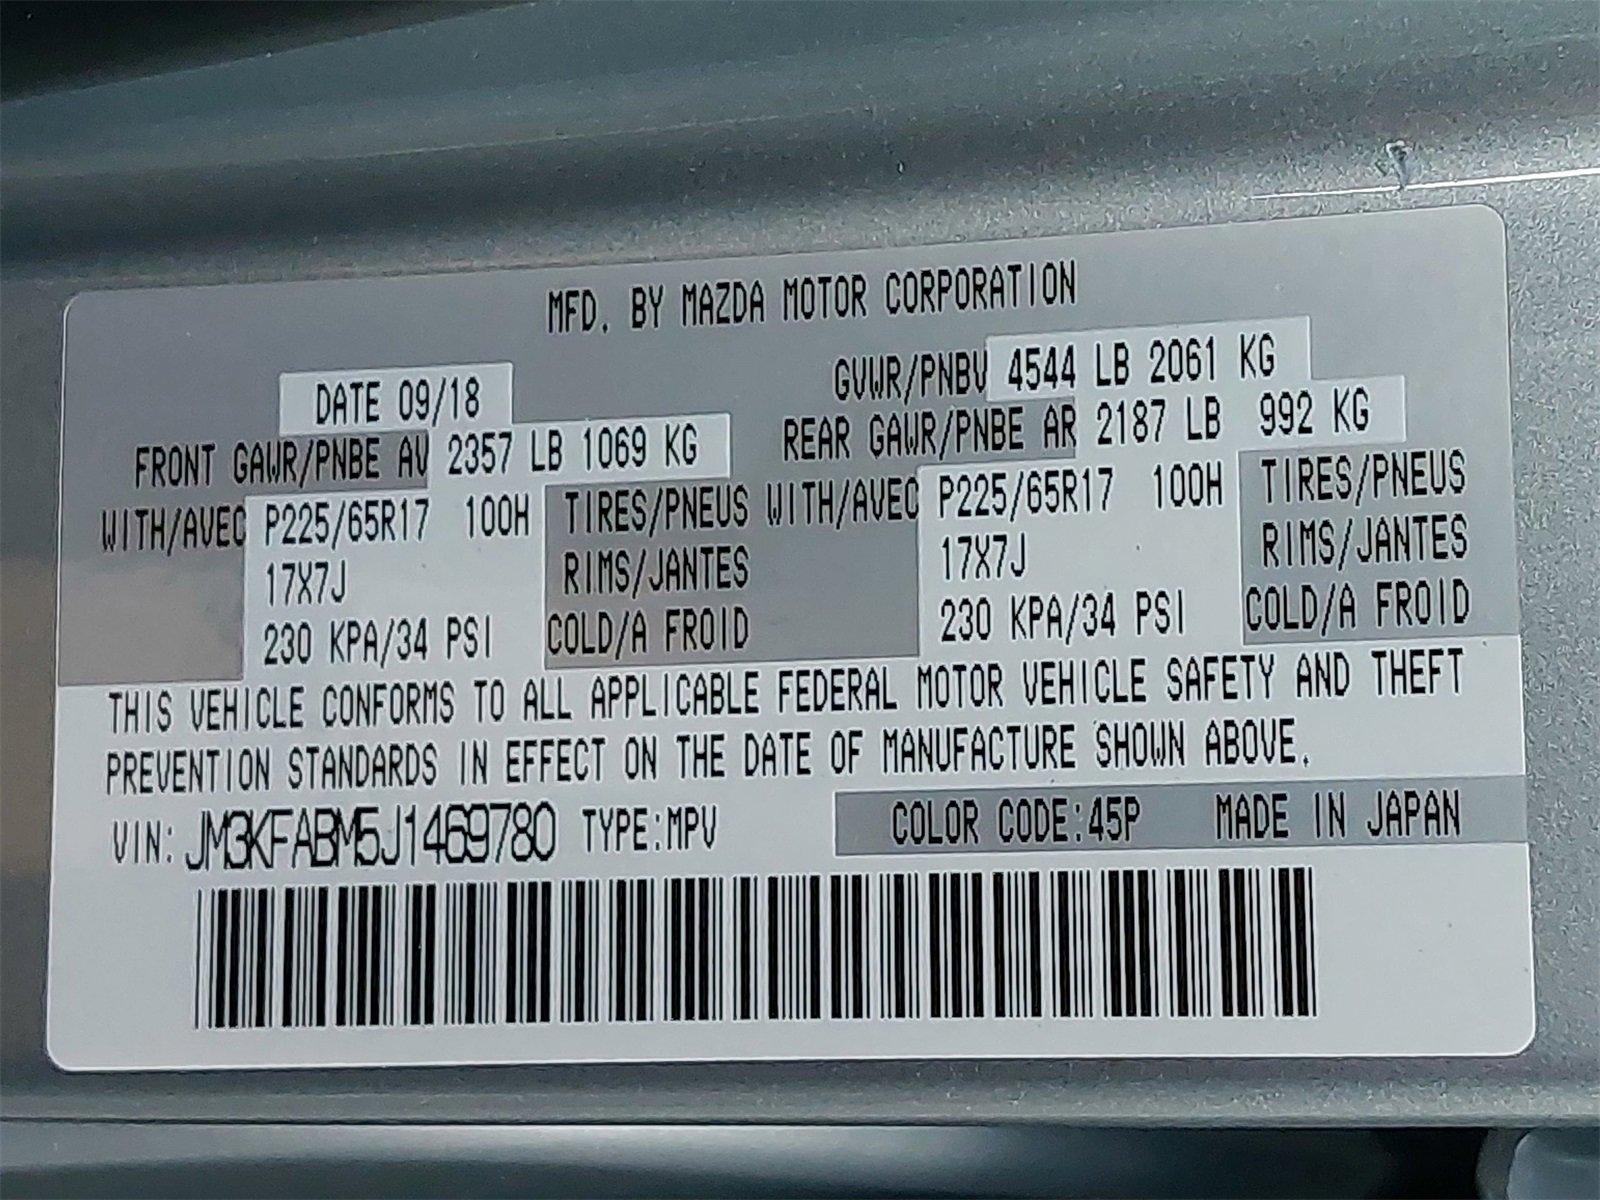 MFD. BY MAZDA MOTOR CORPORATION
DATE 09/18 GVWR/PNBV 4544 LB 2061 KG
FRONT GAWR/PNBE AV 2357 LB 1069 KG REAR GAWR/PNBE AR 2187 LB 992 KG
WITH/AVEC P225/65R17 100H TIRES/PNEUS WITH/AVEC P225/65R17 100H TIRES/PNEUS
17X7J RIMS/JANTES 17X7J RIMS/JANTES
230 KPA/34 PSI COLD/A FROID 230 KPA/34 PSI COLD/A FROID
THIS VEHICLE CONFORMS TO ALL APPLICABLE FEDERAL MOTOR VEHICLE SAFETY AND THEFT
PREVENTION STANDARDS IN EFFECT ON THE DATE OF MANUFACTURE SHOWN ABOVE.
VIN: JM3KFABM5J1469780 TYPE:MPV COLOR CODE:45P MADE IN JAPAN